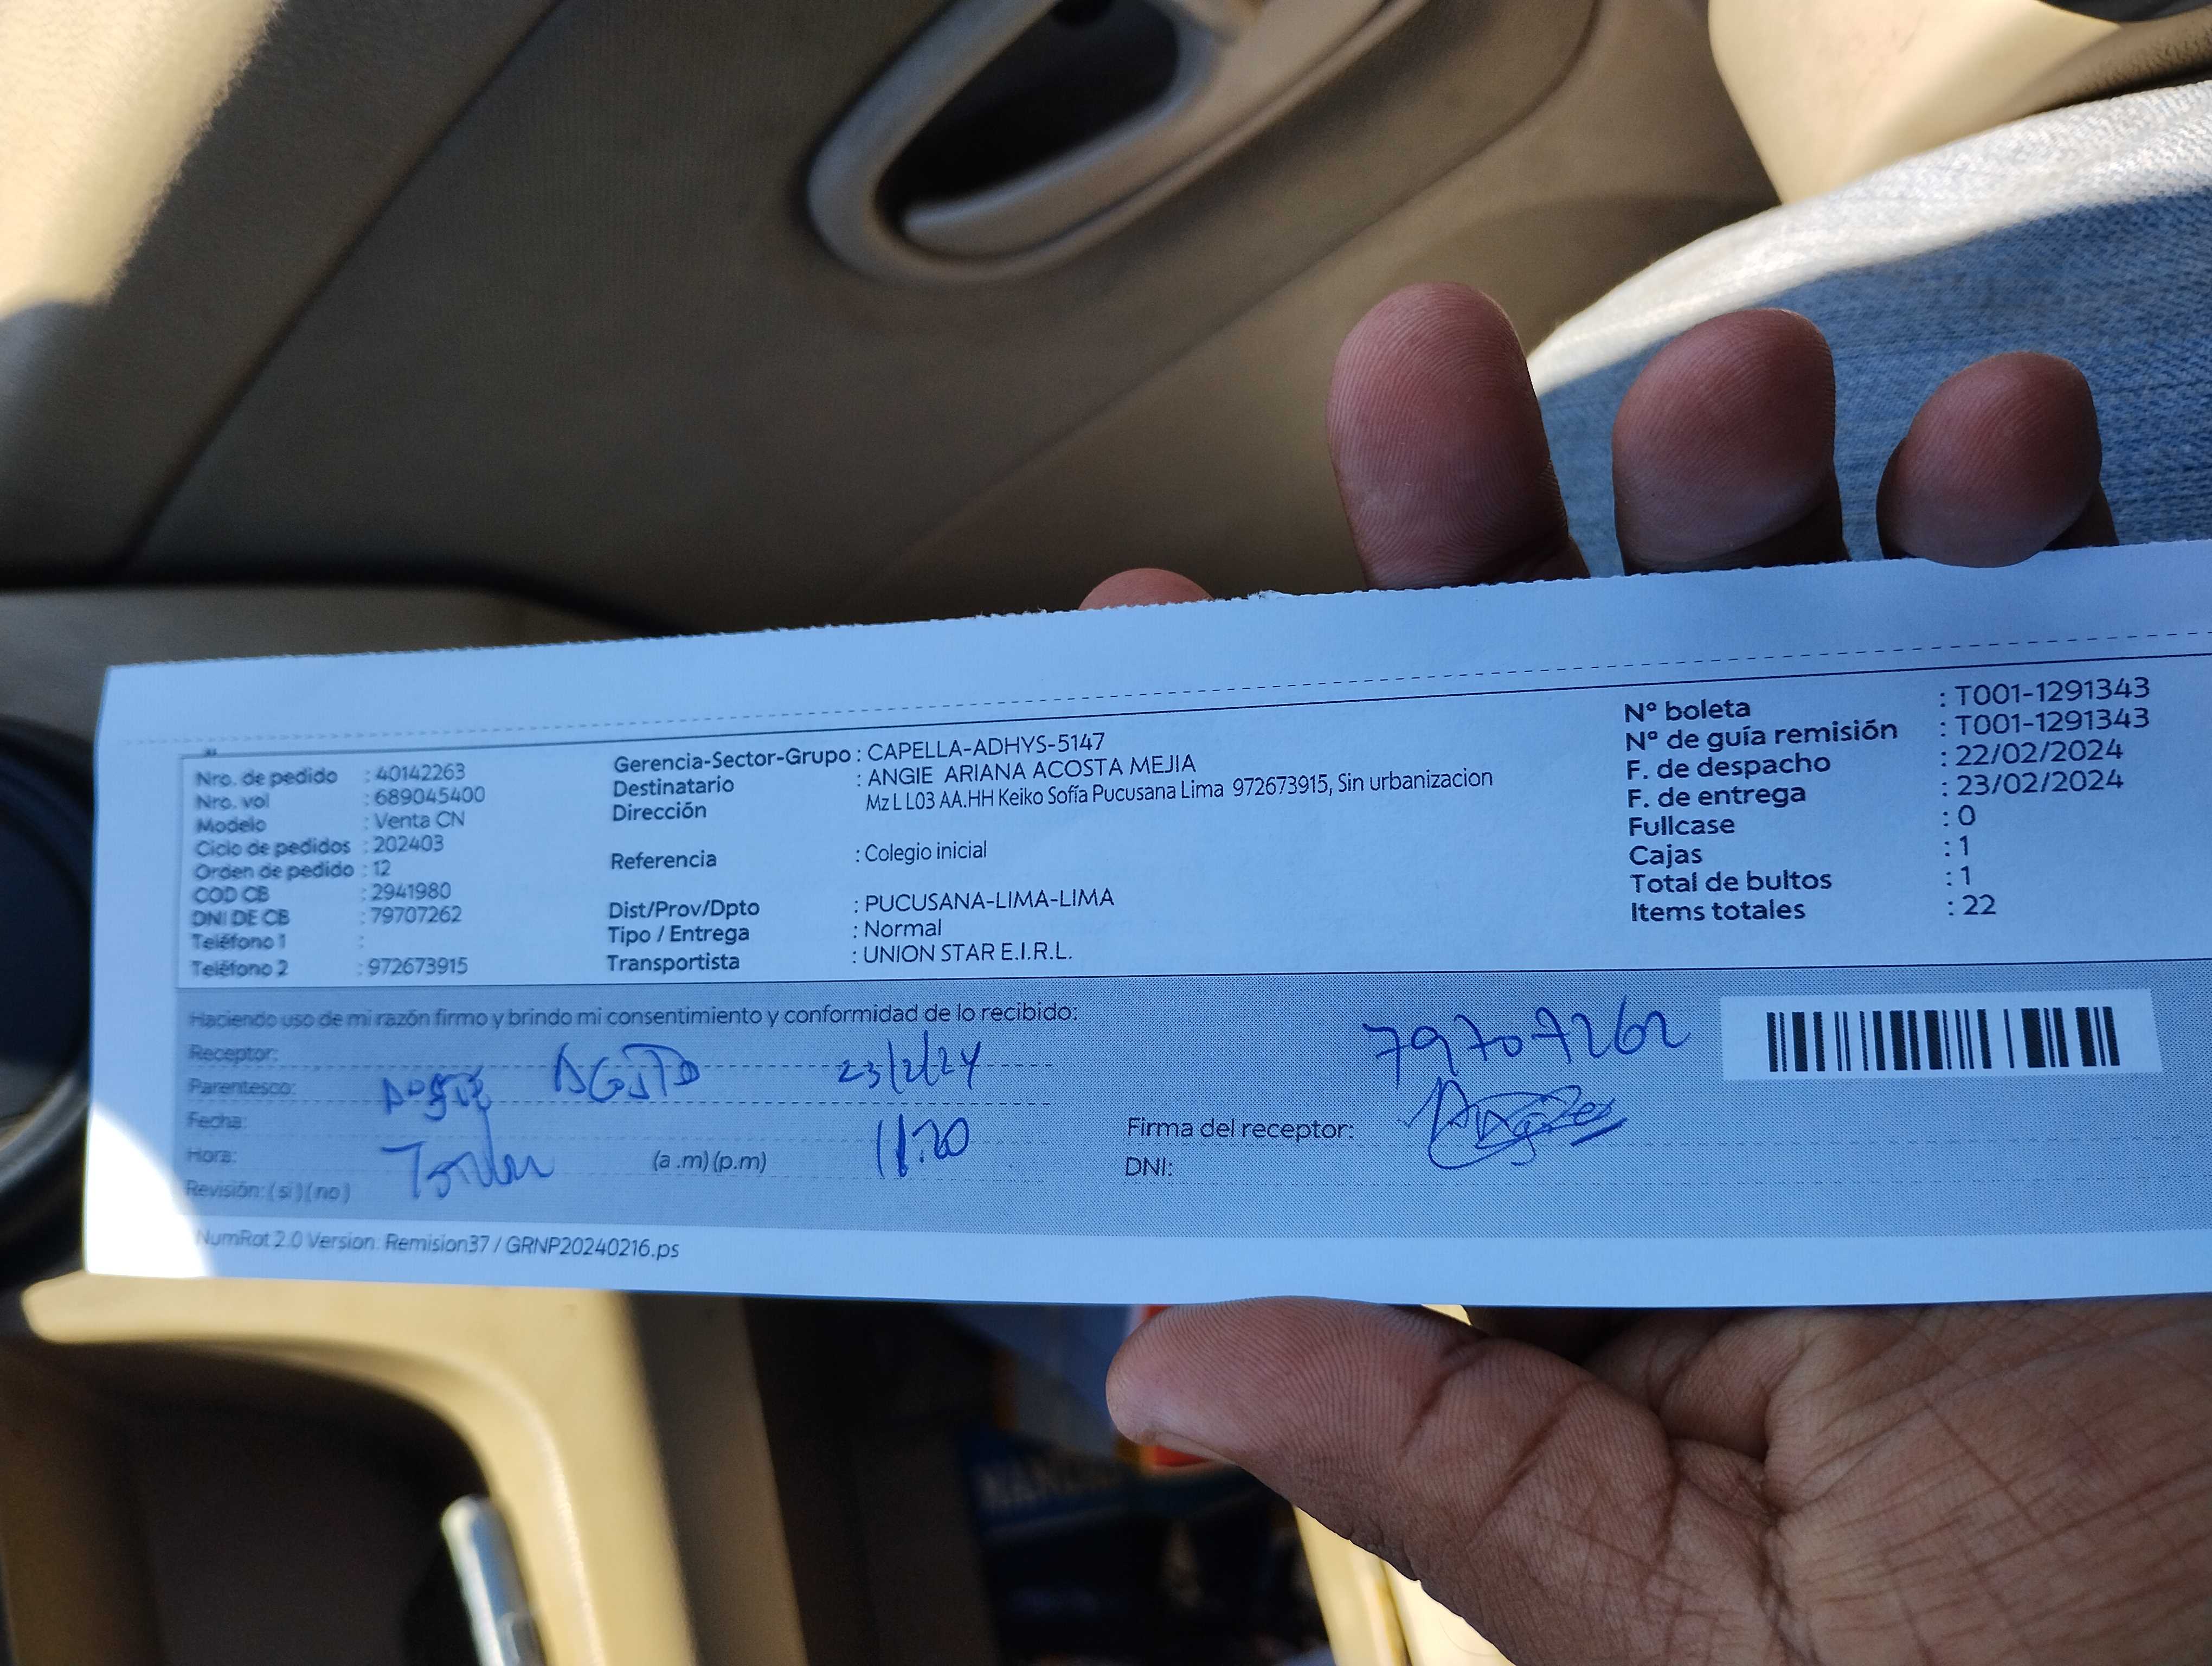 Nro. de pedido : 40142263
Nro. vol : 689045400
Modelo : Venta CN
Ciclo de pedidos : 202403
Orden de pedido : 12
COD CB : 2941980
DNI DE CB : 79707262
Teléfono 1 :
Teléfono 2 : 972673915
Gerencia-Sector-Grupo : CAPELLA-ADHYS-5147
Destinatario : ANGIE ARIANA ACOSTA MEJIA
Dirección Mz L L03 AA.HH Keiko Sofía Pucusana Lima 972673915, Sin urbanizacion
Referencia : Colegio inicial
Dist/Prov/Dpto : PUCUSANA-LIMA-LIMA
Tipo / Entrega : Normal
Transportista : UNION STAR E.I.R.L.
N° boleta : T001-1291343
N° de guía remisión : T001-1291343
F. de despacho : 22/02/2024
F. de entrega : 23/02/2024
Fullcase : 0
Cajas : 1
Total de bultos : 1
Items totales : 22
Haciendo uso de mi razón firmo y brindo mi consentimiento y conformidad de lo recibido:
Receptor:
Parentesco: 23/2/24
Fecha:
Hora: (a .m) (p.m) 11:20
Revisión: ( si ) ( no )
79707262
Firma del receptor:
DNI:
NumRot 2.0 Version: Remision37 / GRNP20240216.ps